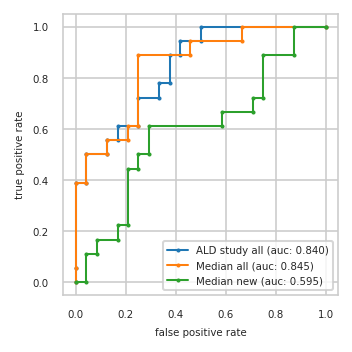 1.0
0.8
0.6
0.4
0.2
0.0
true positive rate
ALD study all (auc: 0.840)
Median all (auc: 0.845)
Median new (auc: 0.595)
0.0 0.2 0.4 0.6 0.8 1.0
false positive rate